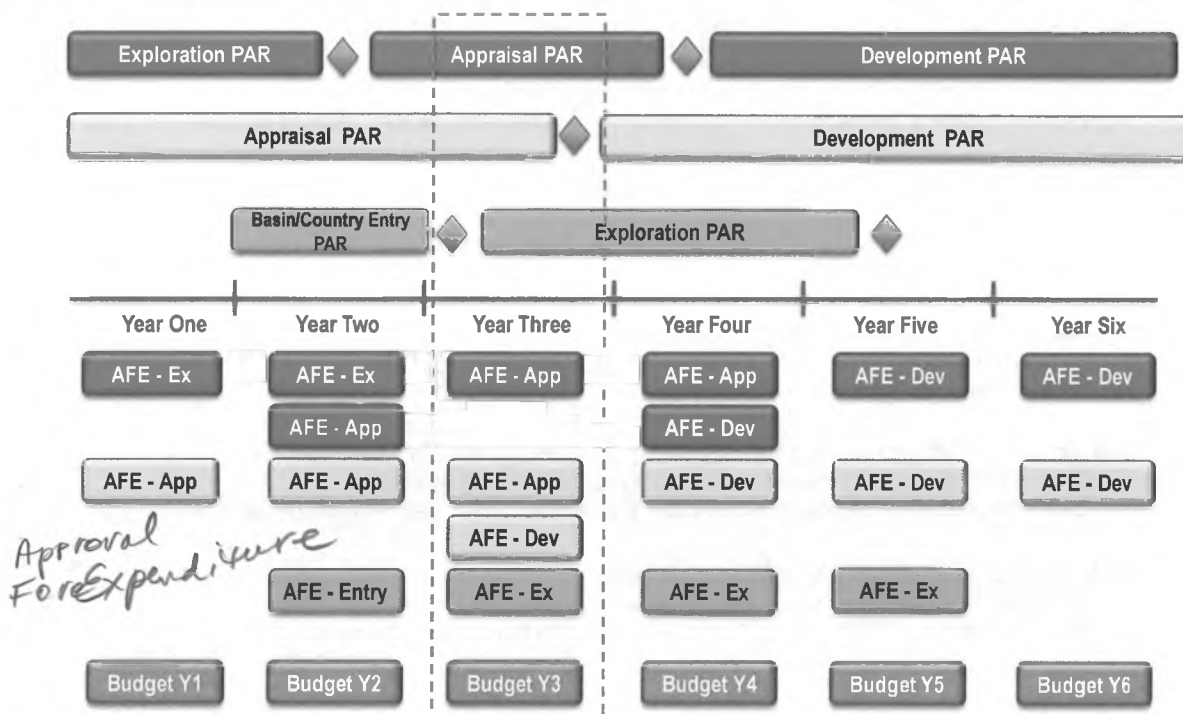 Exploration PAR
Appraisal PAR
Development PAR
Appraisal PAR
Development PAR
Basin/Country Entry
PAR
Exploration PAR
Year One
Year Two
Year Three
Year Four
Year Five
Year Six
AFE - Ex
AFE - Ex
AFE - App
AFE - App
AFE - Dev
AFE - Dev
AFE - App
AFE - Dev
AFE - App
AFE - App
AFE - App
AFE - Dev
AFE - Dev
AFE - Dev
AFE - Dev
Approval
For Expenditure
AFE - Entry
AFE - Ex
AFE - Ex
AFE - Ex
Budget Y1
Budget Y2
Budget Y3
Budget Y4
Budget Y5
Budget Y6